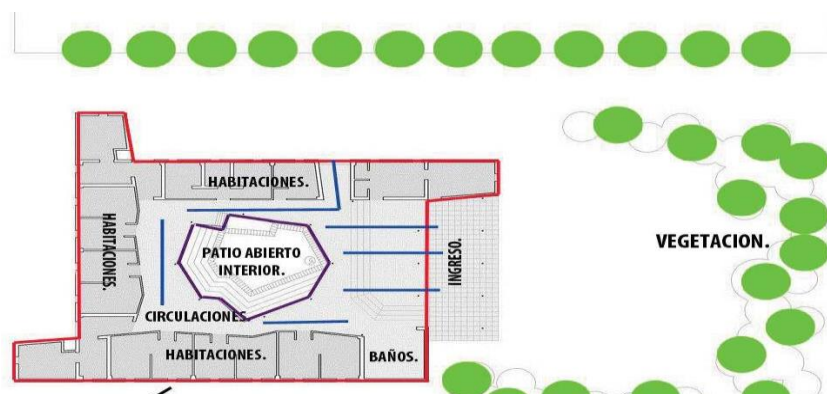 HABITACIONES.
HABITACIONES.
PATIO ABIERTO
INTERIOR.
INGRESO.
VEGETACION.
CIRCULACIONES.
HABITACIONES.
BAÑOS.